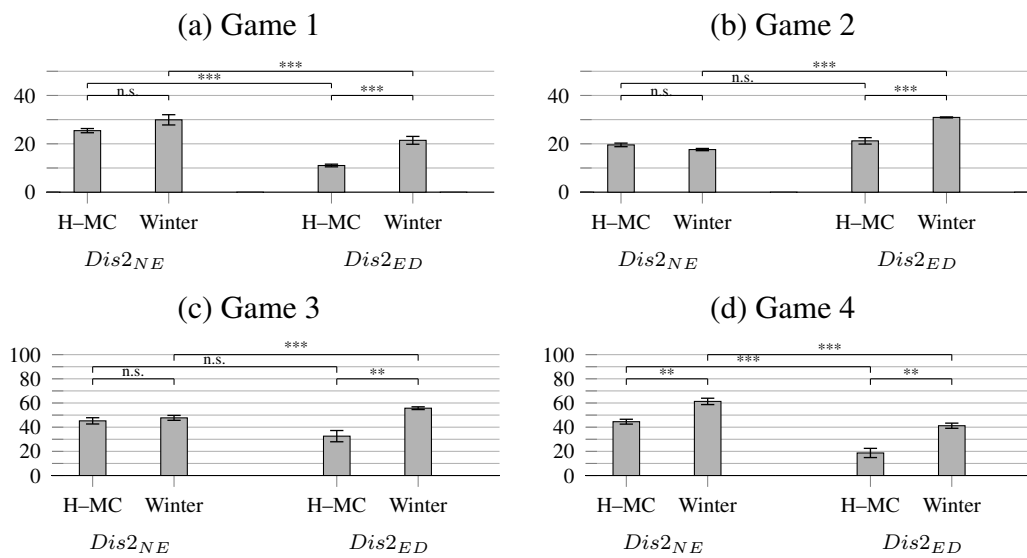 (a) Game 1
***
***
n.s.
***
40
20
0
H–MC Winter H–MC Winter
Dis2NE Dis2ED
(b) Game 2
***
n.s.
n.s.
***
40
20
0
H–MC Winter H–MC Winter
Dis2NE Dis2ED
(c) Game 3
***
n.s.
n.s.
**
100
80
60
40
20
0
H–MC Winter H–MC Winter
Dis2NE Dis2ED
(d) Game 4
***
***
**
**
100
80
60
40
20
0
H–MC Winter H–MC Winter
Dis2NE Dis2ED